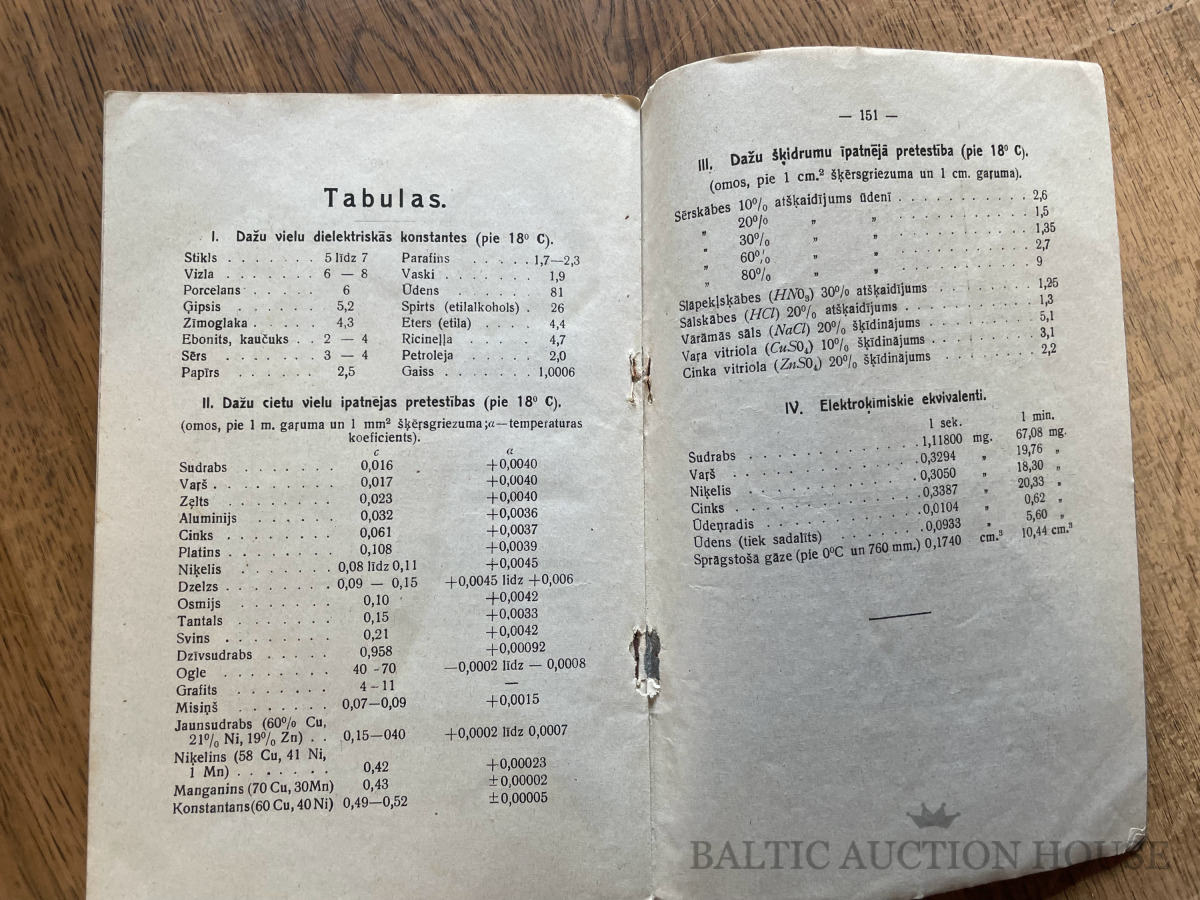 Tabulas.
I. Dažu vielu dielektriskās konstantes (pie 18⁰ C).
Stikls . . . . . . . 5 līdz 7 Parafins . . . . . 1,7—2,3
Vizla . . . . . . . 6 — 8 Vaski . . . . . . 1,9
Porcelans . . . . . 6 Ūdens . . . . . 81
Ģipsis . . . . . . 5,2 Spirts (etilalkohols) . 26
Zīmoglaka . . . . . 4,3 Eters (etila) . . . . 4,4
Ebonits, kaučuks . . 2 — 4 Ricineļļa . . . . 4,7
Sērs . . . . . . 3 — 4 Petroleja . . . . 2,0
Papīrs . . . . . . 2,5 Gaiss . . . . . . . 1,0006
II. Dažu cietu vielu ipatnejas pretestības (pie 18⁰ C).
(omos, pie 1 m. gaŗuma un 1 mm² šķērsgriezuma; α—temperaturas
koeficients).
c α
Sudrabs . . . . . . . 0,016 +0,0040
Vaŗš . . . . . . . . 0,017 +0,0040
Zęlts . . . . . . . 0,023 +0,0040
Aluminijs . . . . . . 0,032 +0,0036
Cinks . . . . . . . 0,061 +0,0037
Platins . . . . . . . 0,108 +0,0039
Niķelis . . . . . . 0,08 līdz 0,11 +0,0045
Dzelzs . . . . . . . 0,09 — 0,15 +0,0045 līdz +0,006
Osmijs . . . . . . 0,10 +0,0042
Tantals . . . . . . 0,15 +0,0033
Svins . . . . . . . 0,21 +0,0042
Dzīvsudrabs . . . . . 0,958 +0,00092
Ogle . . . . . . . 40 - 70 —0,0002 līdz — 0,0008
Grafits . . . . . . 4 - 11 —
Misiņš . . . . . . . 0,07—0,09 +0,0015
Jaunsudrabs (60% Cu,
21% Ni, 19% Zn) . . 0,15—040 +0,0002 līdz 0,0007
Niķelins (58 Cu, 41 Ni,
1 Mn) . . . . . . . 0,42 +0,00023
Manganins (70 Cu, 30Mn) 0,43 ±0,00002
Konstantans(60 Cu, 40 Ni) 0,49—0,52 ±0,00005
— 151 —
III. Dažu šķidrumu īpatnējā pretestība (pie 18⁰ C).
(omos, pie 1 cm.² šķērsgriezuma un 1 cm. gaŗuma).
Sērskābes 10% atšķaidījums ūdenī . . . . . . . . . 2,6
„ 20% „ „ . . . . . . . . . 1,5
„ 30% „ „ . . . . . . . . . 1,35
„ 60% „ „ . . . . . . . . . 2,7
„ 80% „ „ . . . . . . . . . 9
Slāpekļskābes (HNO₃) 30% atšķaidījums . . . . . . 1,25
Sālskābes (HCl) 20% atšķaidījums . . . . . . . . 1,3
Vārāmās sāls (NaCl) 20% šķīdinājums . . . . . . . 5,1
Vaŗa vitriola (CuSO₄) 10% šķīdinājums . . . . . . 3,1
Cinka vitriola (ZnSO₄) 20% šķīdinājums . . . . . . 2,2
IV. Elektroķimiskie ekvivalenti.
1 sek. 1 min.
Sudrabs . . . . . . . . . . . . 1,11800 mg. 67,08 mg.
Vaŗš . . . . . . . . . . . . . 0,3294 „ 19,76 „
Niķelis . . . . . . . . . . . . 0,3050 „ 18,30 „
Cinks . . . . . . . . . . . . . 0,3387 „ 20,33 „
Ūdeņradis . . . . . . . . . . . 0,0104 „ 0,62 „
Ūdens (tiek sadalīts) . . . . . . 0,0933 „ 5,60 „
Sprāgstošā gāze (pie 0⁰C un 760 mm.) 0,1740 cm.³ 10,44 cm.³
BALTIC AUCTION HOUSE